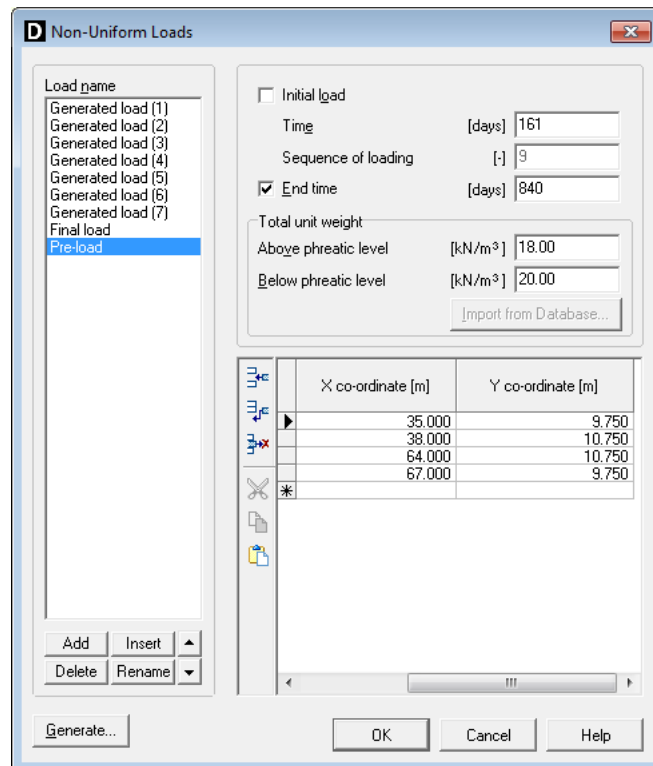 D Non-Uniform Loads
Load name
Generated load (1)
Generated load (2)
Generated load (3)
Generated load (4)
Generated load (5)
Generated load (6)
Generated load (7)
Final load
Pre-load
Add Insert
Delete Rename
Initial load
Time [days] 161
Sequence of loading [-] 9
End time [days] 840
Total unit weight
Above phreatic level [kN/m³] 18.00
Below phreatic level [kN/m³] 20.00
Import from Database...
X co-ordinate [m] Y co-ordinate [m]
35.000 9.750
38.000 10.750
64.000 10.750
67.000 9.750
Generate... OK Cancel Help